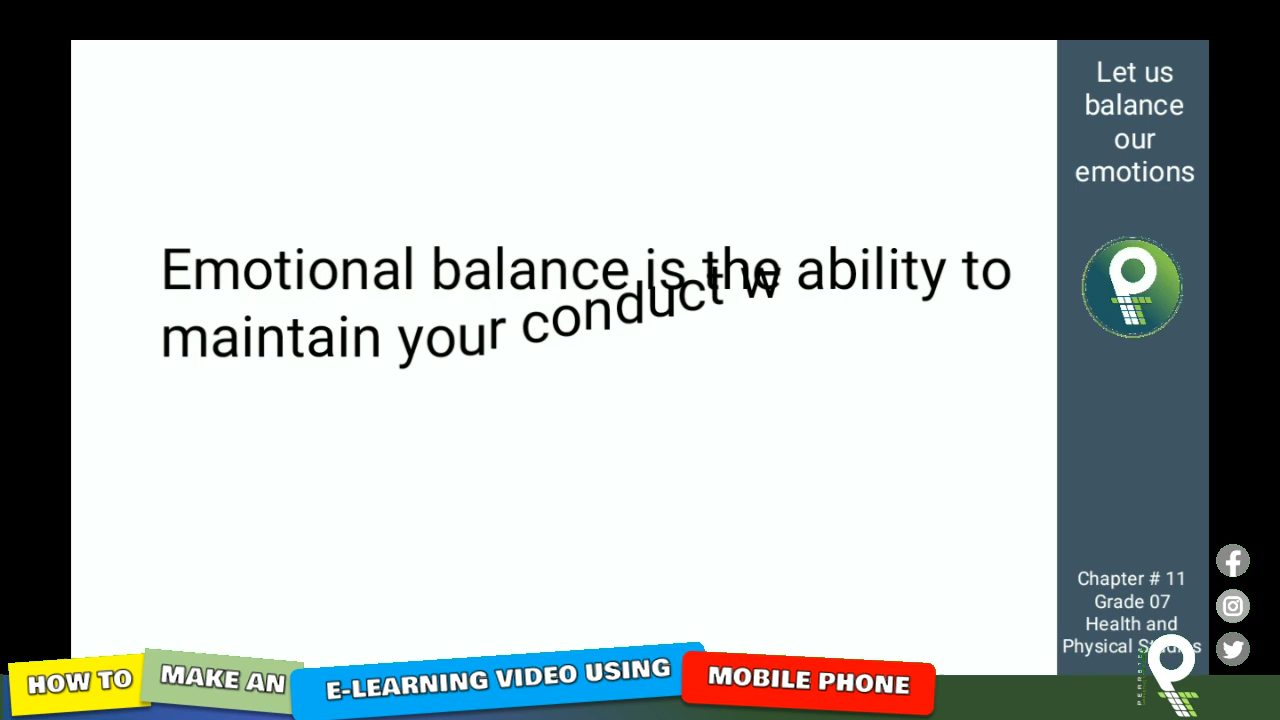 Let us
balance
our
emotions
Emotional balance is the ability to
maintain your conduct w
Chapter # 11
Grade 07
Health and
Physical Studies
HOW TO MAKE AN E-LEARNING VIDEO USING MOBILE PHONE